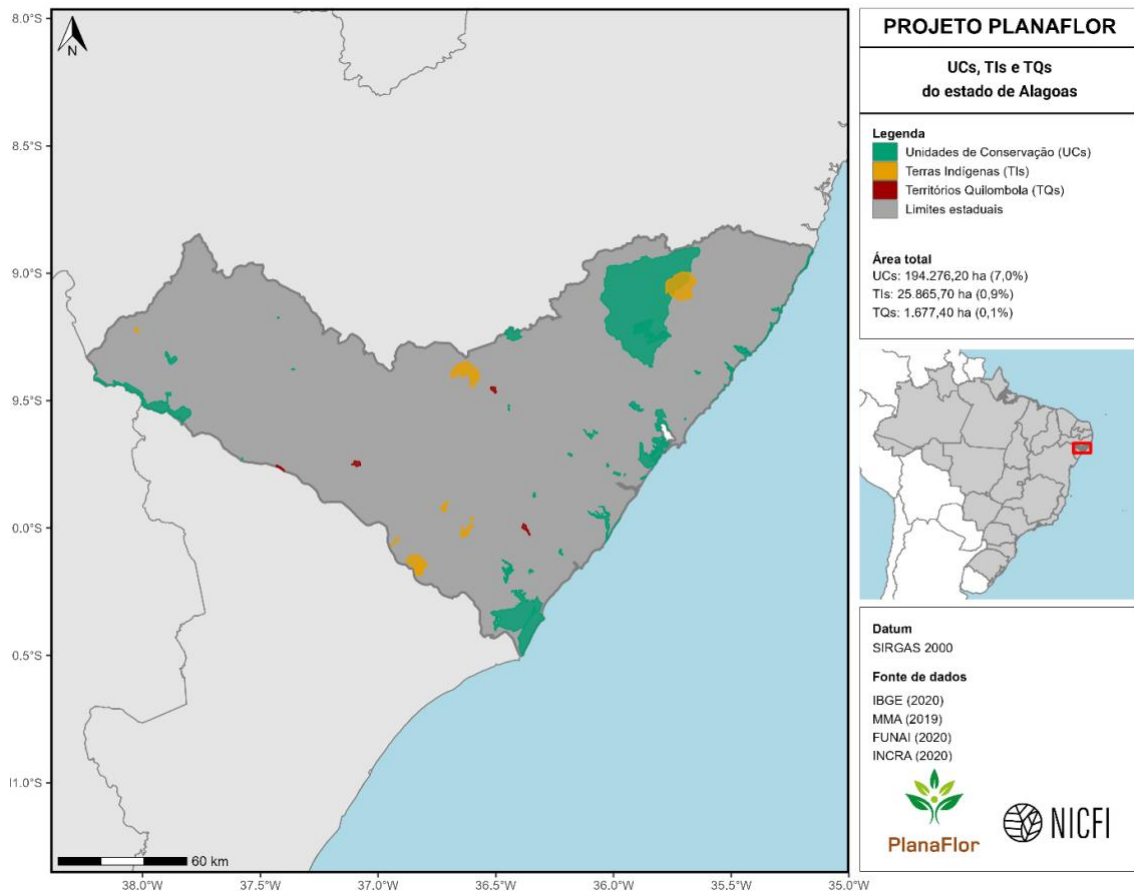 8.0°S
8.5°S
9.0°S
9.5°S
0.0°S
0.5°S
1.0°S
N
60 km
38.0°W
37.5°W
37.0°W
36.5°W
36.0°W
35.5°W
35.0°W
PROJETO PLANAFLOR
UCs, TIs e TQs
do estado de Alagoas
Legenda
Unidades de Conservação (UCs)
Terras Indígenas (TIs)
Territórios Quilombola (TQs)
Limites estaduais
Área total
UCs: 194.276,20 ha (7,0%)
TIs: 25.865,70 ha (0,9%)
TQs: 1.677,40 ha (0,1%)
Datum
SIRGAS 2000
Fonte de dados
IBGE (2020)
MMA (2019)
FUNAI (2020)
INCRA (2020)
PlanaFlor
NICFI